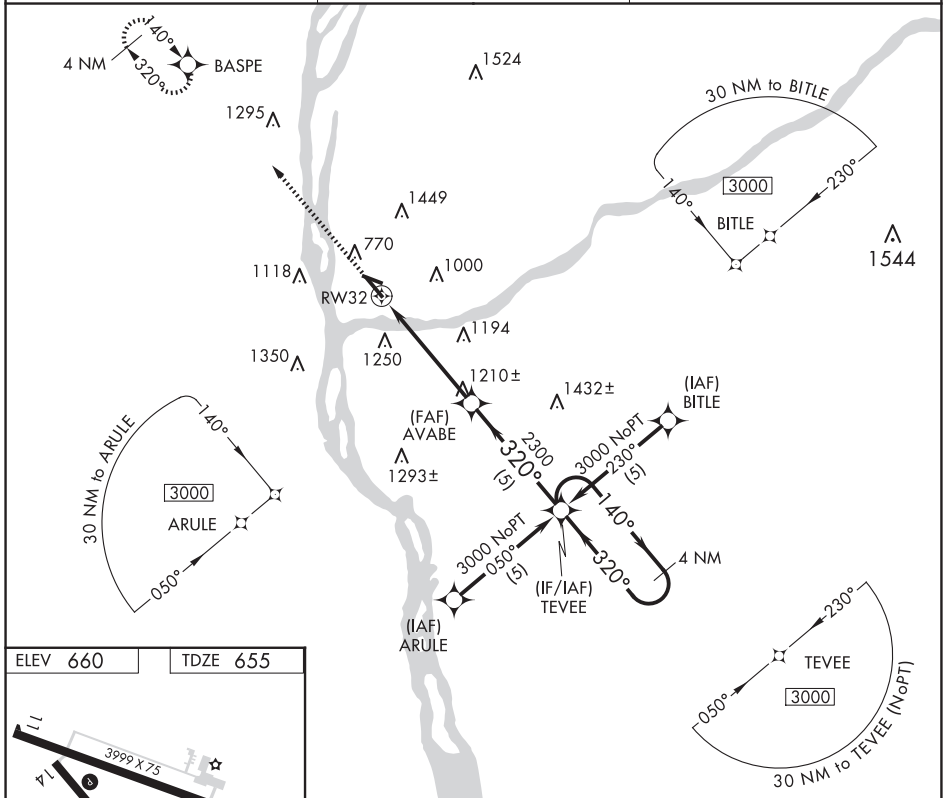 140°
320°
4 NM
BASPE
1524
1295
30 NM to BITLE
140°
3000
230°
BITLE
1544
1449
770
1118
1000
RW32
1194
1250
1350
1210±
(FAF)
AVABE
1432±
(IAF)
BITLE
1293±
2300
320°
(5)
3000 NoPT
230°
(5)
30 NM to ARULE
140°
3000
ARULE
050°
3000 NoPT
050°
(5)
140°
320°
4 NM
(IF/IAF)
TEVEE
(IAF)
ARULE
230°
TEVEE
050°
3000
30 NM to TEVEE (NoPT)
ELEV 660
TDZE 655
11
3999 X 75
14
P